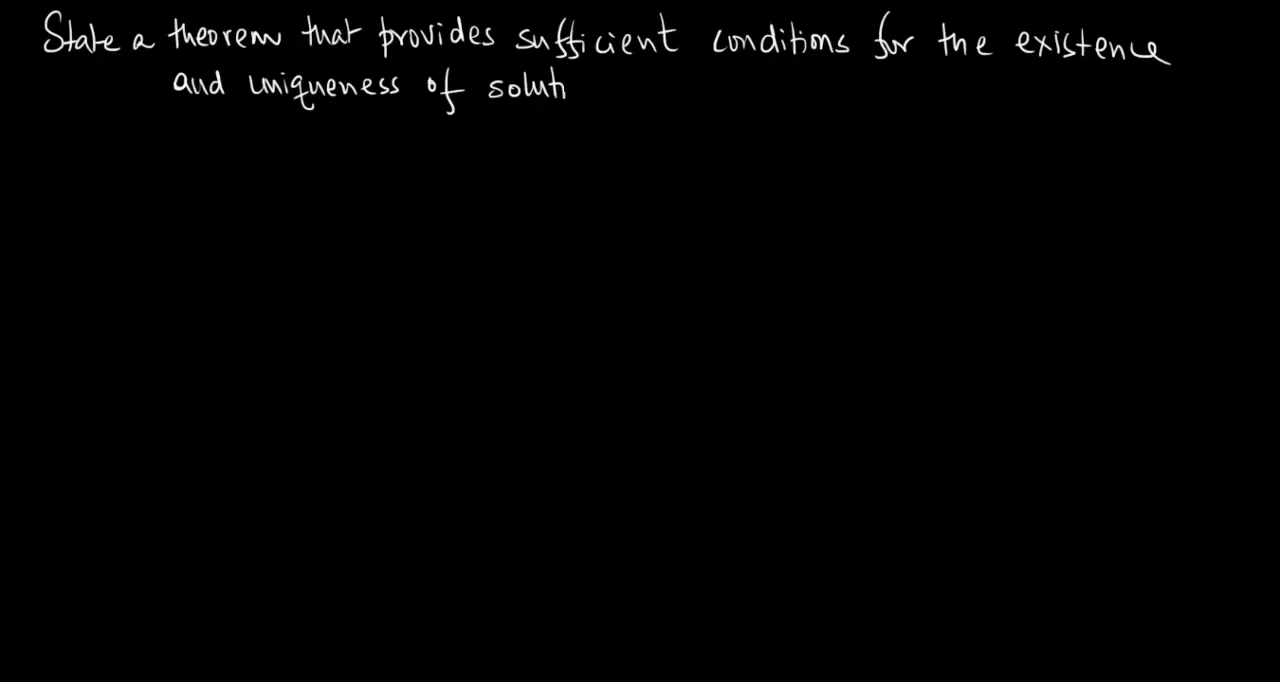 State a theorem that provides sufficient conditions for the existence
and uniqueness of soluti